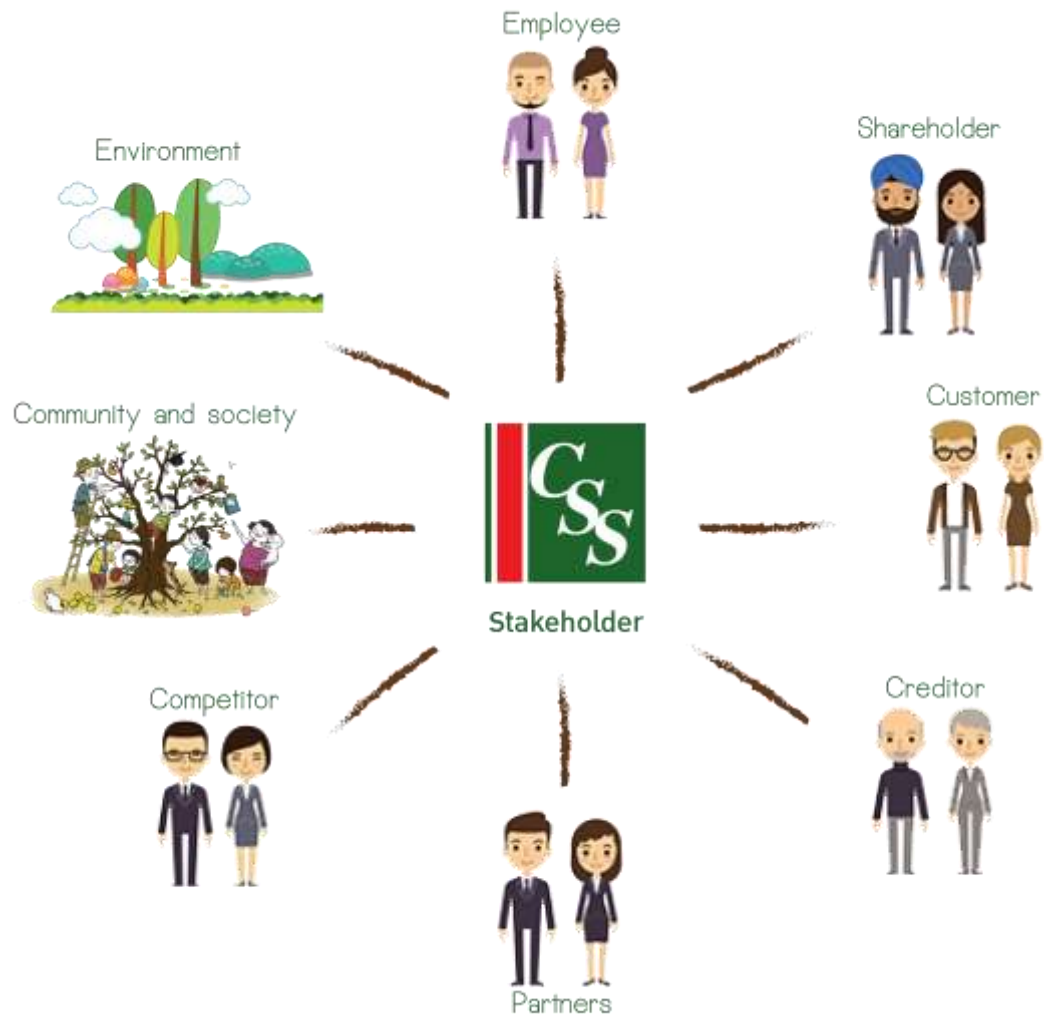 Employee
Shareholder
Environment
Customer
Community and society
CSS
Stakeholder
Creditor
Competitor
Partners